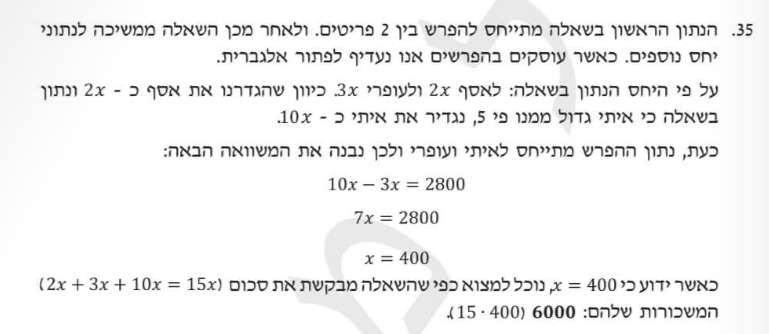 35. הנתון הראשון בשאלה מתייחס להפרש בין 2 פריטים. ולאחר מכן השאלה ממשיכה לנתוני
יחס נוספים. כאשר עוסקים בהפרשים אנו נעדיף לפתור אלגברית.
על פי היחס הנתון בשאלה: לאסף 2x ולעופרי 3x. כיוון שהגדרנו את אסף כ - 2x ונתון
בשאלה כי איתי גדול ממנו פי 5, נגדיר את איתי כ - 10x.
כעת, נתון ההפרש מתייחס לאיתי ועופרי ולכן נבנה את המשוואה הבאה:
10x − 3x = 2800
7x = 2800
x = 400
כאשר ידוע כי x = 400, נוכל למצוא כפי שהשאלה מבקשת את סכום (2x + 3x + 10x = 15x)
המשכורות שלהם: 6000 (15 · 400).